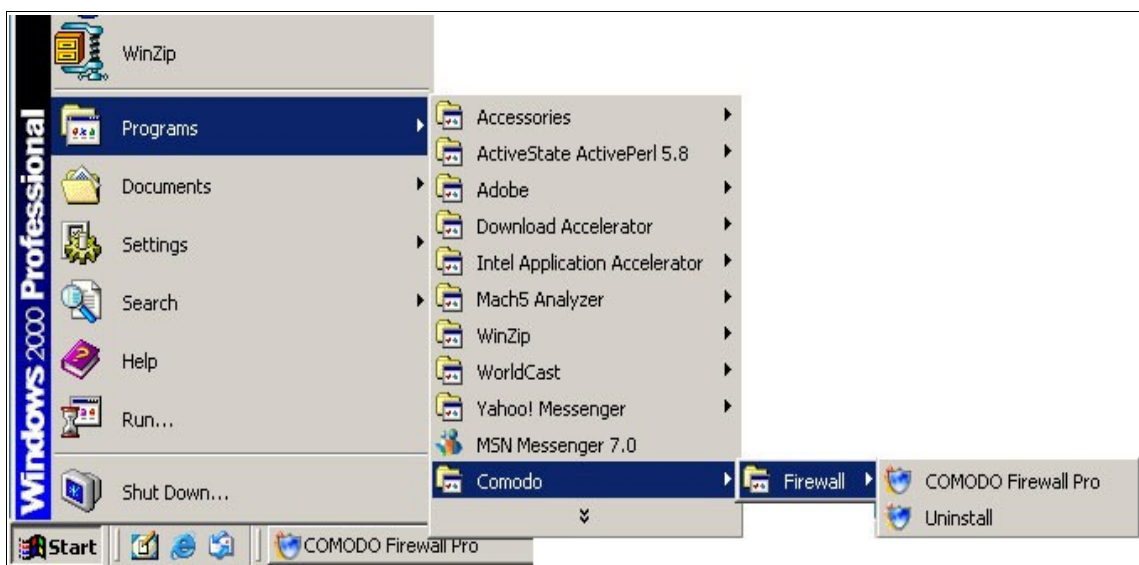 WinZip
Programs
Documents
Settings
Search
Help
Run...
Shut Down...
Windows 2000 Professional
Accessories
ActiveState ActivePerl 5.8
Adobe
Download Accelerator
Intel Application Accelerator
Mach5 Analyzer
WinZip
WorldCast
Yahoo! Messenger
MSN Messenger 7.0
Comodo
Firewall
COMODO Firewall Pro
Uninstall
Start
COMODO Firewall Pro